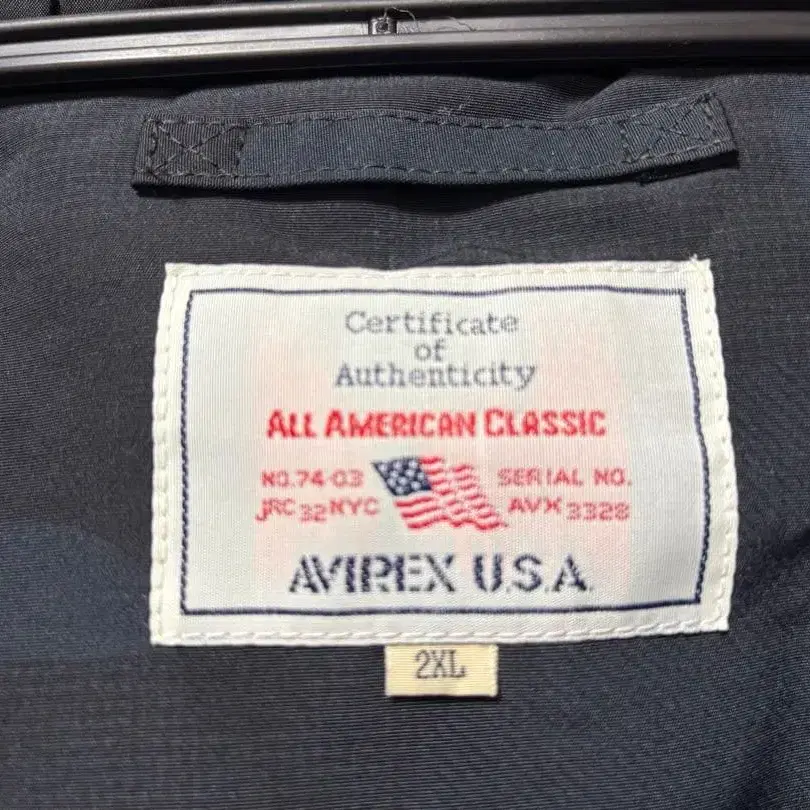 Certificate
of
Authenticity
ALL AMERICAN CLASSIC
NO.74-03 SERIAL NO.
JRC 32 NYC AVX 3328
AVIREX U.S.A.
2XL